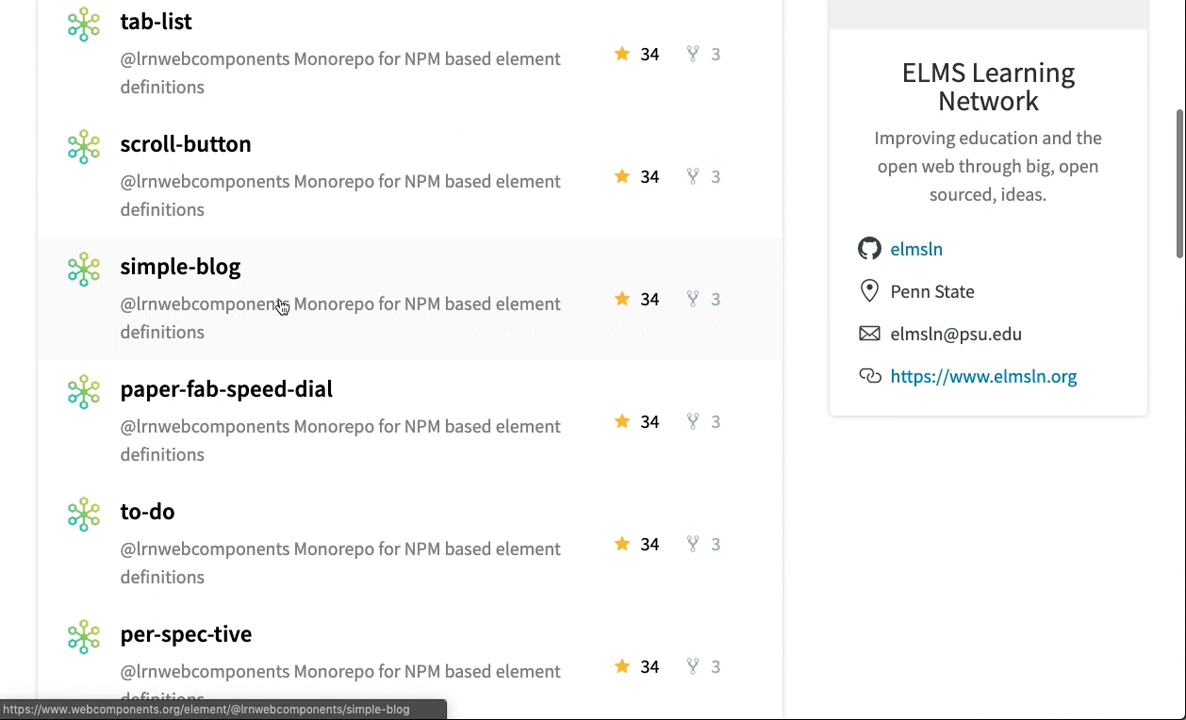 tab-list
@lrnwebcomponents Monorepo for NPM based element
definitions
34
3
scroll-button
@lrnwebcomponents Monorepo for NPM based element
definitions
34
3
simple-blog
@lrnwebcomponents Monorepo for NPM based element
definitions
34
3
paper-fab-speed-dial
@lrnwebcomponents Monorepo for NPM based element
definitions
34
3
to-do
@lrnwebcomponents Monorepo for NPM based element
definitions
34
3
per-spec-tive
@lrnwebcomponents Monorepo for NPM based element
definitions
34
3
ELMS Learning
Network
Improving education and the
open web through big, open
sourced, ideas.
elmsln
Penn State
elmsln@psu.edu
https://www.elmsln.org
https://www.webcomponents.org/element/@lrnwebcomponents/simple-blog